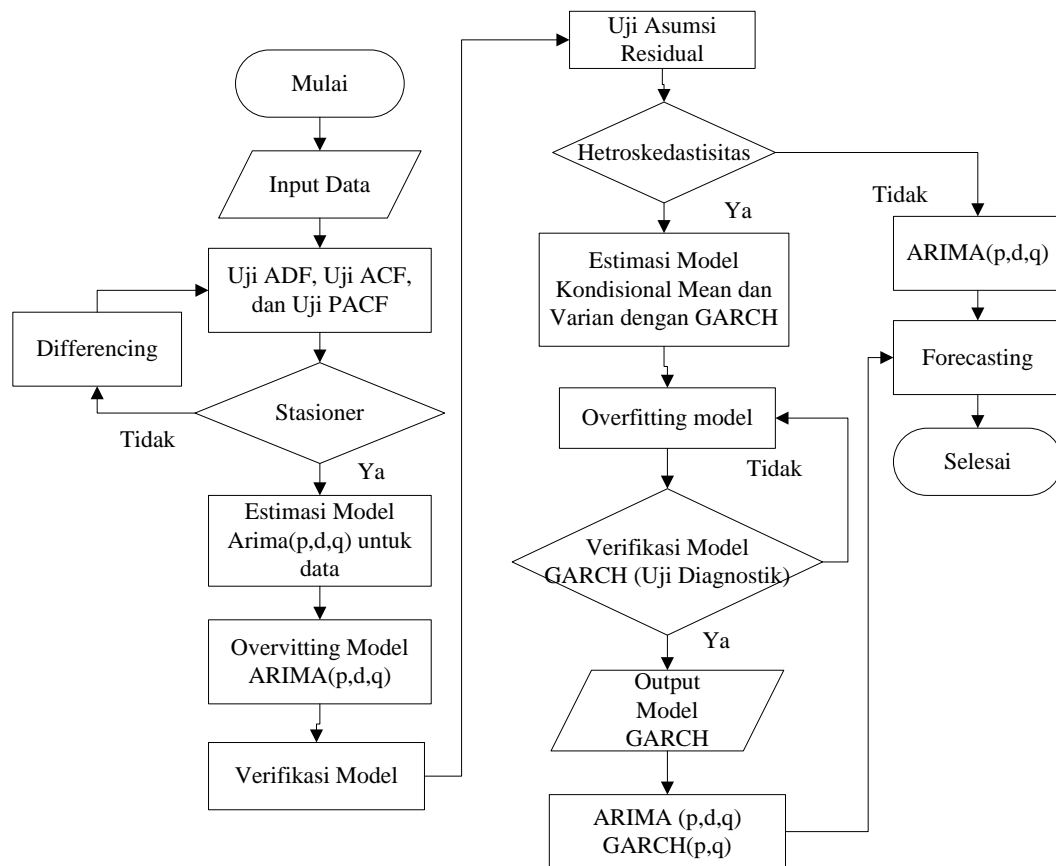 Mulai
Input Data
Uji ADF, Uji ACF,
dan Uji PACF
Differencing
Stasioner
Tidak
Ya
Estimasi Model
Arima(p,d,q) untuk
data
Overvitting Model
ARIMA(p,d,q)
Verifikasi Model
Uji Asumsi
Residual
Hetroskedastisitas
Ya
Tidak
Estimasi Model
Kondisional Mean dan
Varian dengan GARCH
Overfitting model
Tidak
Verifikasi Model
GARCH (Uji Diagnostik)
Ya
Output
Model
GARCH
ARIMA (p,d,q)
GARCH(p,q)
ARIMA(p,d,q)
Forecasting
Selesai